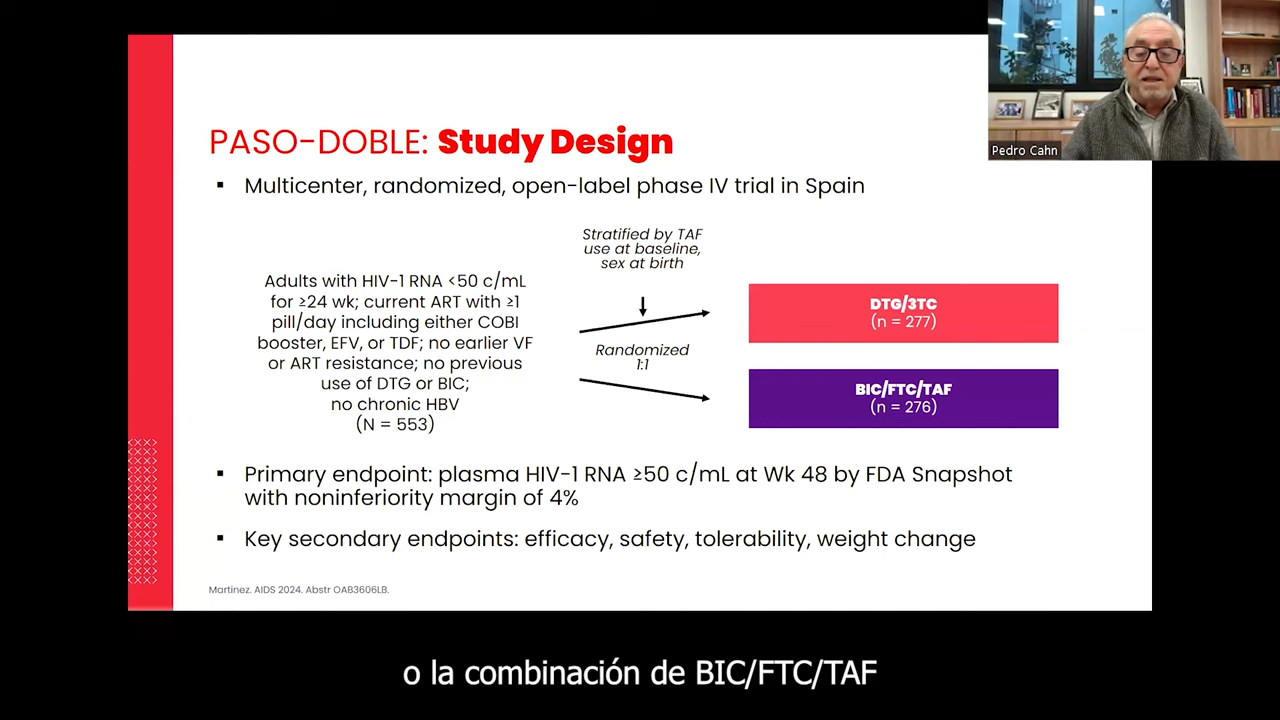 Pedro Cahn
PASO-DOBLE: Study Design
▪ Multicenter, randomized, open-label phase IV trial in Spain
Stratified by TAF
use at baseline,
sex at birth
Adults with HIV-1 RNA <50 c/mL
for ≥24 wk; current ART with ≥1
pill/day including either COBI
booster, EFV, or TDF; no earlier VF
or ART resistance; no previous
use of DTG or BIC;
no chronic HBV
(N = 553)
Randomized
1:1
DTG/3TC
(n = 277)
BIC/FTC/TAF
(n = 276)
▪ Primary endpoint: plasma HIV-1 RNA ≥50 c/mL at Wk 48 by FDA Snapshot
with noninferiority margin of 4%
▪ Key secondary endpoints: efficacy, safety, tolerability, weight change
Martinez. AIDS 2024. Abstr OAB3606LB.
o la combinación de BIC/FTC/TAF